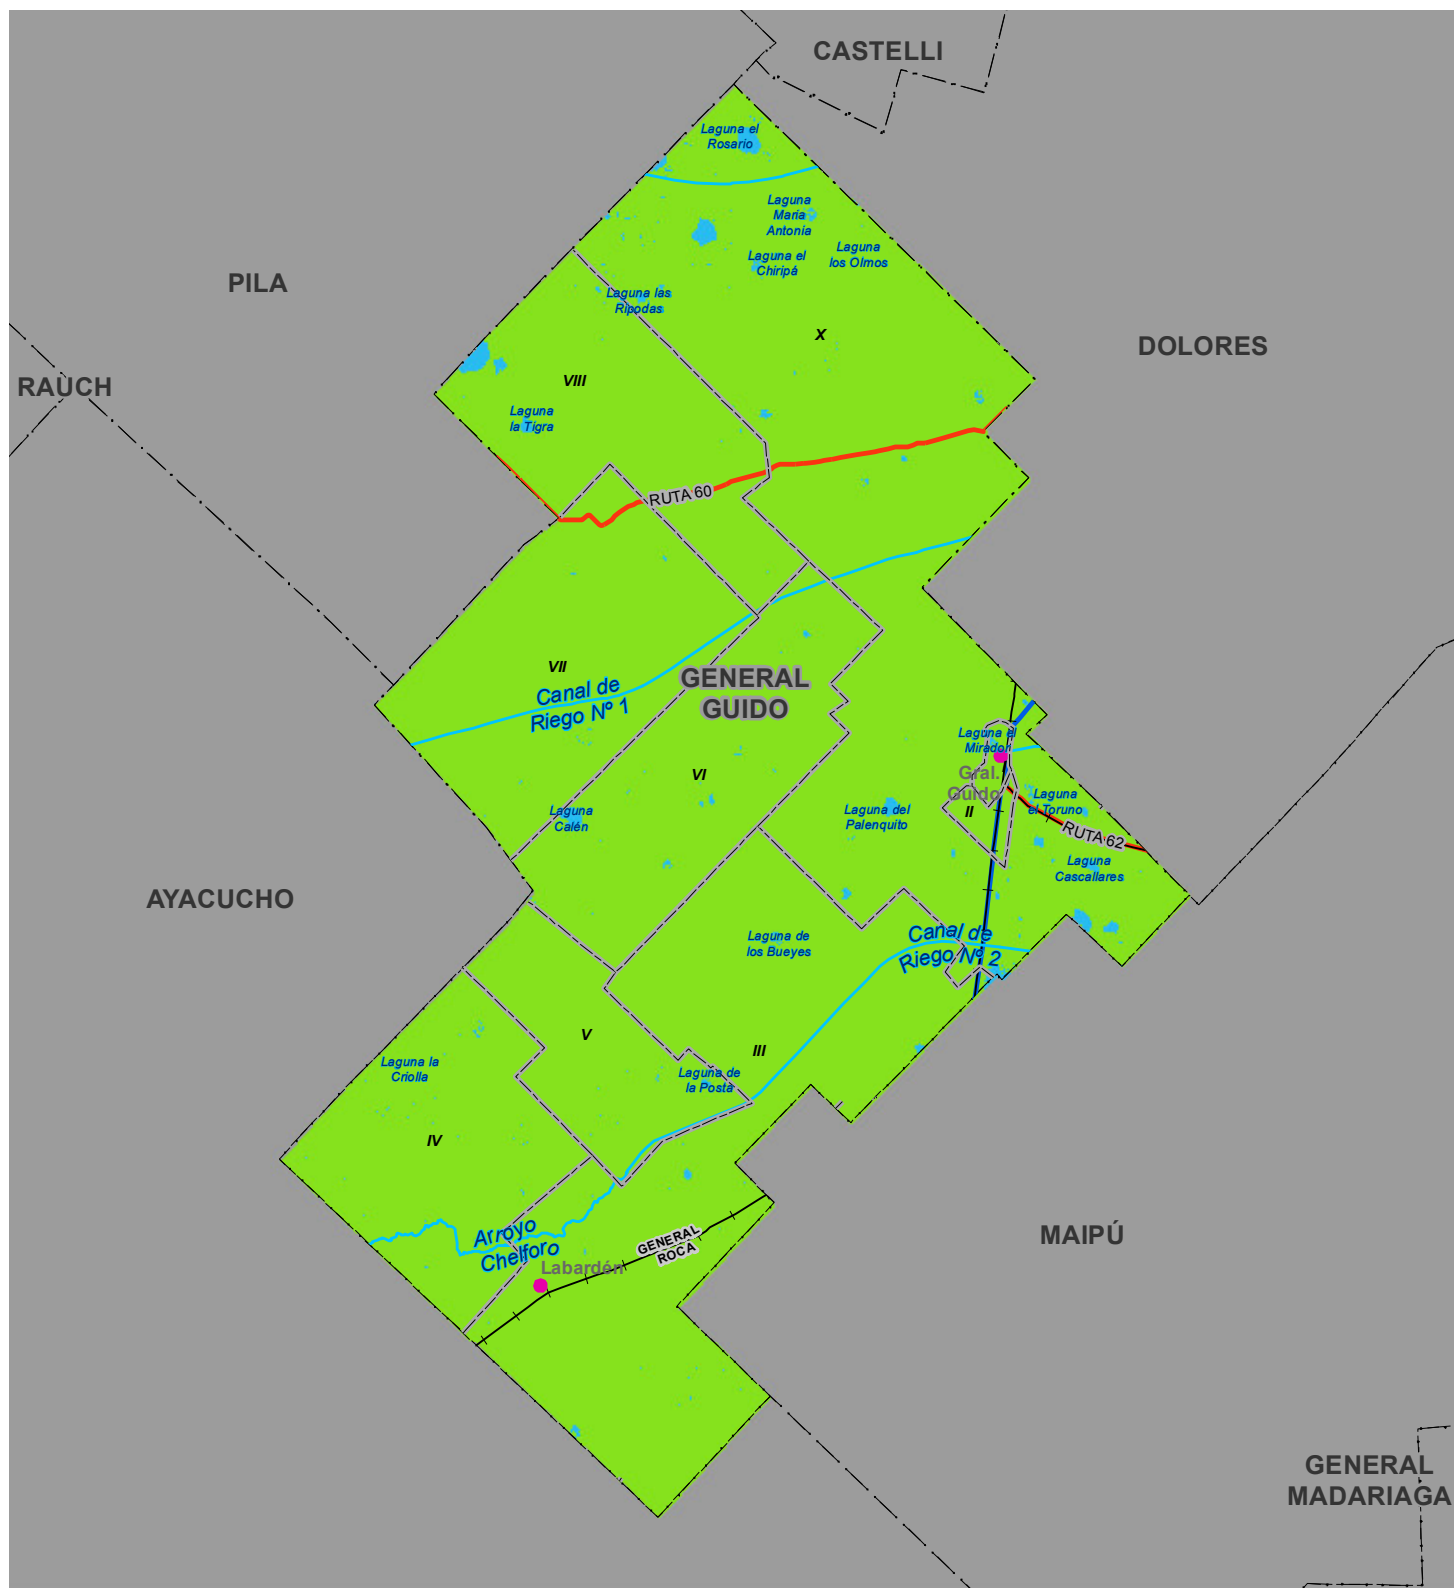 CASTELLI
Laguna el
Rosario
Laguna
Maria
Antonia
Laguna
los Olmos
Laguna el
Chiripá
PILA
Laguna las
Ripodas
X
DOLORES
RAUCH
VIII
Laguna
la Tigra
RUTA 60
VII
Canal de
Riego Nº 1
GENERAL
GUIDO
Laguna el
Mirador
VI
Gral.
Guido
Laguna
el Toruno
Laguna
Calén
Laguna del
Palenquito
II
RUTA 62
Laguna
Cascallares
AYACUCHO
Laguna de
los Bueyes
Canal de
Riego Nº 2
V
III
Laguna la
Criolla
Laguna de
la Posta
IV
Arroyo
Chelforo
GENERAL
ROCA
Labardén
MAIPÚ
GENERAL
MADARIAGA